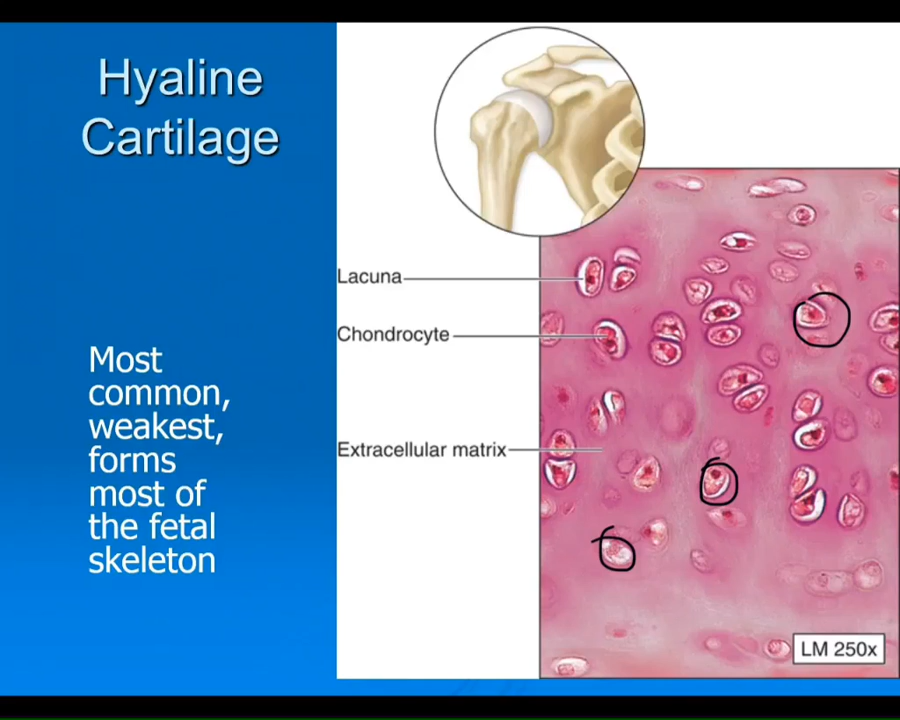 Hyaline
Cartilage
Most
common,
weakest,
forms
most of
the fetal
skeleton
Lacuna
Chondrocyte
Extracellular matrix
LM 250x